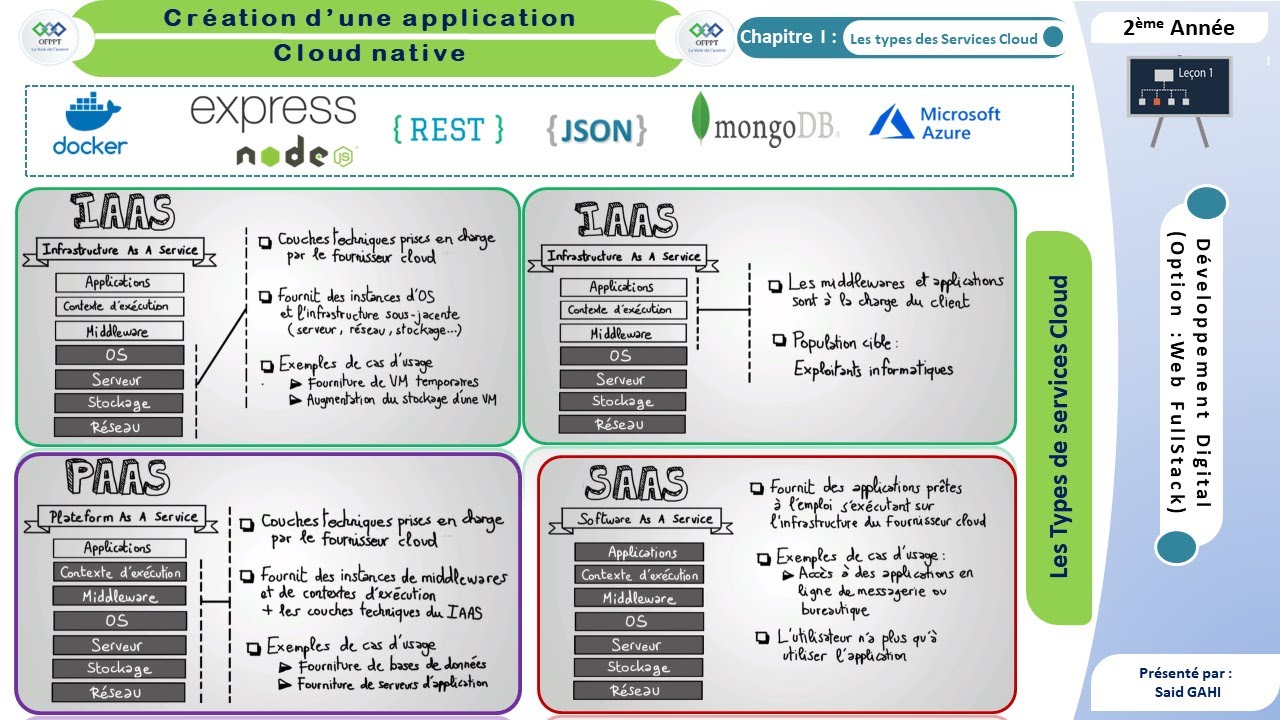 Création d'une application
Cloud native
OFPPT
La Voie de l'avenir
OFPPT
La Voie de l'avenir
Chapitre I :
Les types des Services Cloud
2ème Année
1
Leçon 1
docker
express
node
JS
{ REST }
{JSON}
mongoDB
Microsoft
Azure
IAAS
Infrastructure As A Service
Applications
Contexte d'exécution
Middleware
OS
Serveur
Stockage
Réseau
Couches techniques prises en charge
par le fournisseur cloud
Fournit des instances d'OS
et l'infrastructure sous-jacente
(serveur, réseau, stockage...)
Exemples de cas d'usage
Fourniture de VM temporaires
Augmentation du stockage d'une VM
IAAS
Infrastructure As A Service
Applications
Contexte d'exécution
Middleware
OS
Serveur
Stockage
Réseau
Les middlewares et applications
sont à la charge du client
Population cible :
Exploitants informatiques
PAAS
Plateform As A Service
Applications
Contexte d'exécution
Middleware
OS
Serveur
Stockage
Réseau
Couches techniques prises en charge
par le fournisseur cloud
Fournit des instances de middlewares
et de contextes d'exécution
+ les couches techniques du IAAS
Exemples de cas d'usage
Fourniture de bases de données
Fourniture de serveurs d'application
SAAS
Software As A Service
Applications
Contexte d'exécution
Middleware
OS
Serveur
Stockage
Réseau
Fournit des applications prêtes
à l'emploi s'exécutant sur
l'infrastructure du fournisseur cloud
Exemples de cas d'usage :
Accès à des applications en
ligne de messagerie ou
bureautique
L'utilisateur n'a plus qu'à
utiliser l'application
Les Types de services Cloud
Développement Digital
(Option :Web FullStack)
Présenté par :
Said GAHI